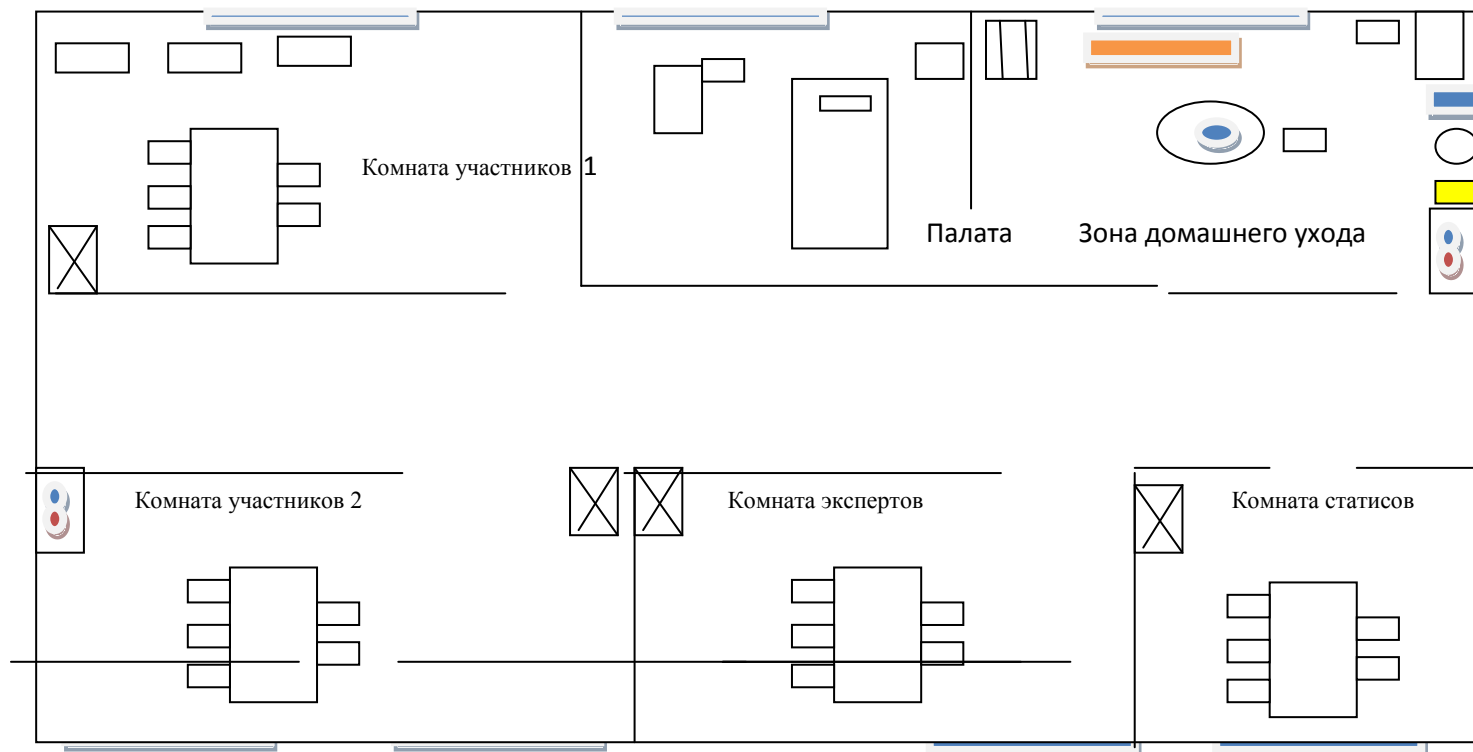 Комната участников 1
Палата
Зона домашнего ухода
Комната участников 2
Комната экспертов
Комната статисов